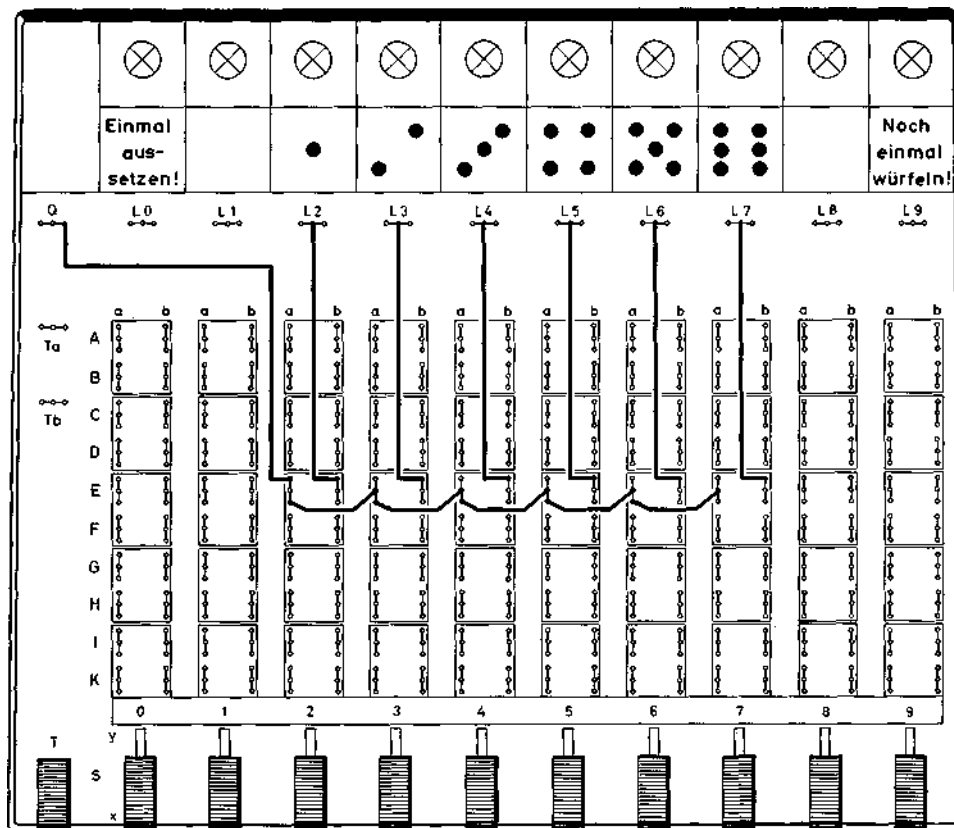 Einmal
aus-
setzen!
Noch
einmal
würfeln!
Q L0 L1 L2 L3 L4 L5 L6 L7 L8 L9
a b a b a b a b a b a b a b a b a b a b
Ta A
B
Tb C
D
E
F
G
H
I
K
0 1 2 3 4 5 6 7 8 9
T y
S
x